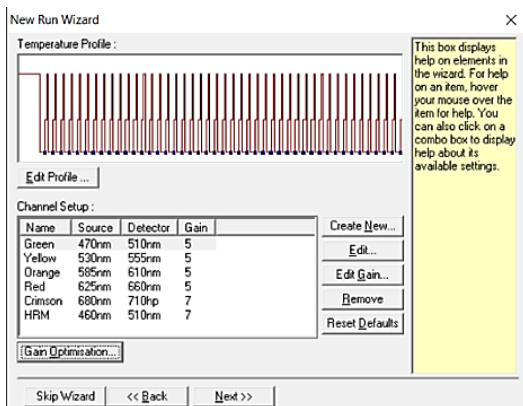 New Run Wizard
Temperature Profile :
Edit Profile ...
Channel Setup :
Name Source Detector Gain
Green 470nm 510nm 5
Yellow 530nm 555nm 5
Orange 585nm 610nm 5
Red 625nm 660nm 5
Crimson 680nm 710hp 7
HRM 460nm 510nm 7
Create New...
Edit...
Edit Gain...
Remove
Reset Defaults
Gain Optimisation...
Skip Wizard << Back Next >>
This box displays
help on elements in
the wizard. For help
on an item, hover
your mouse over the
item for help. You
can also click on a
combo box to display
help about its
available settings.